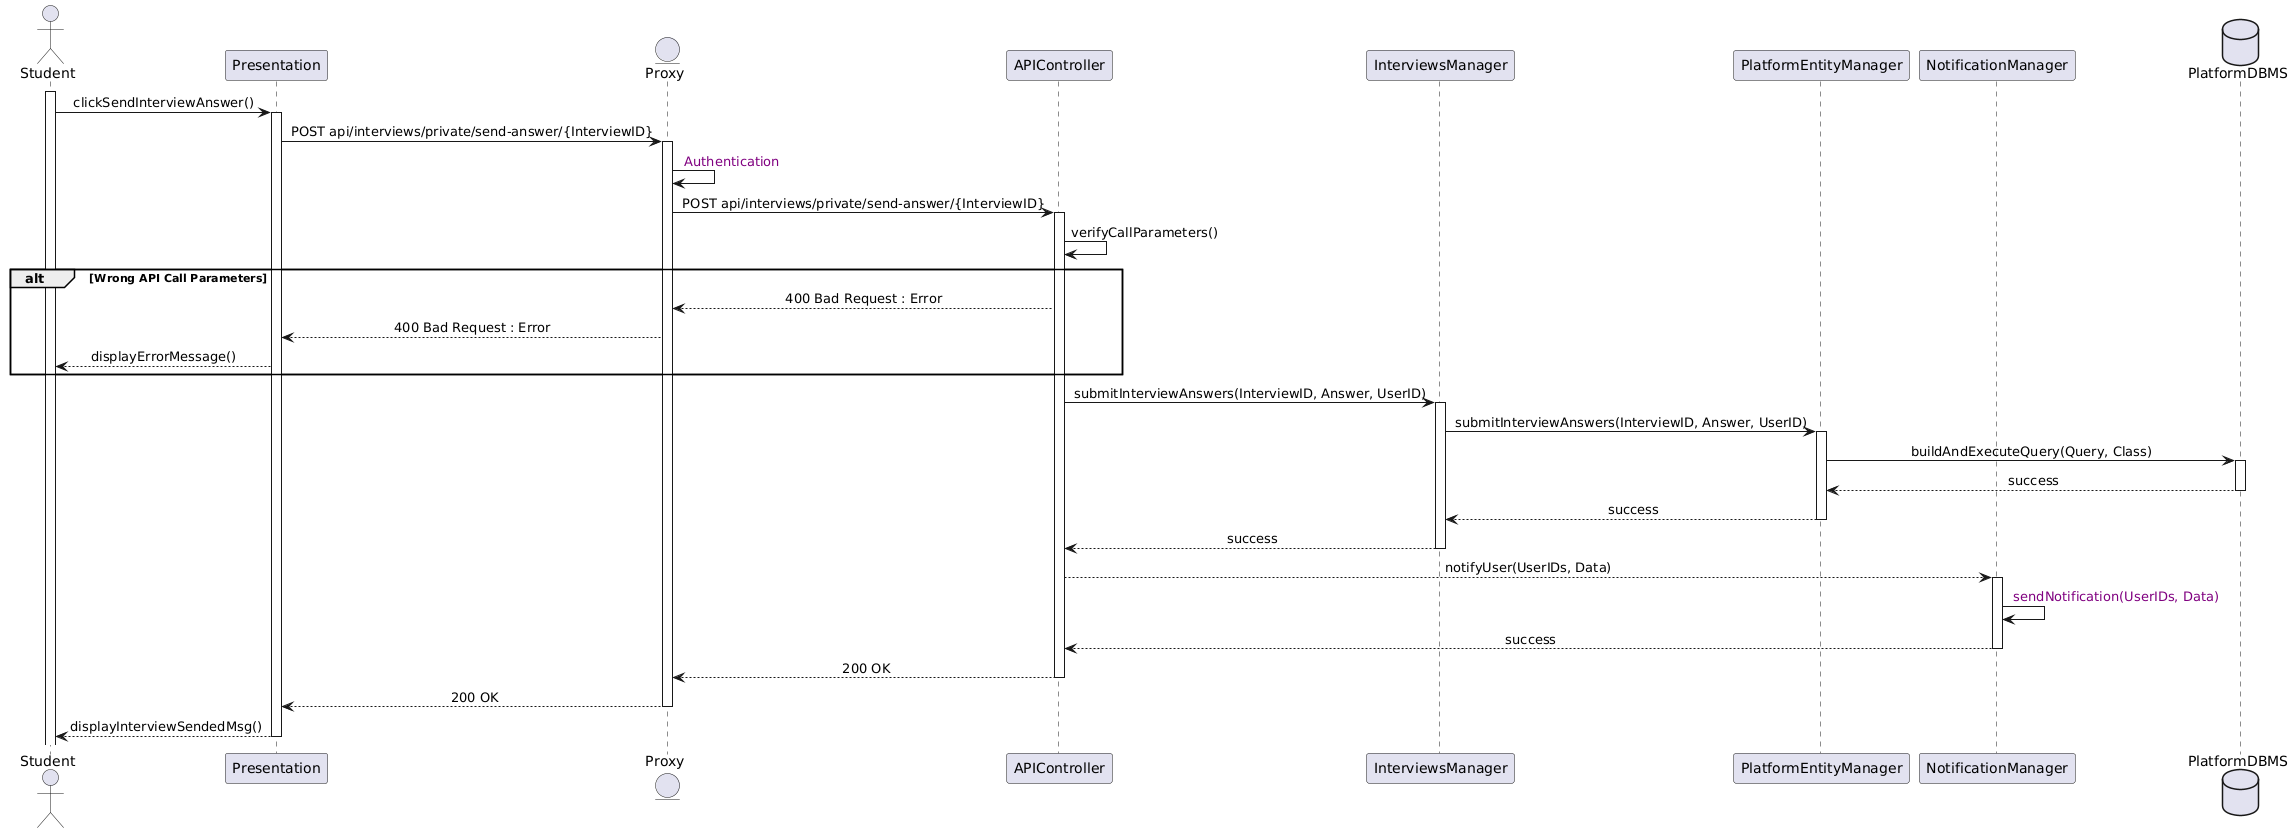 Student
Presentation
Proxy
APIController
InterviewsManager
PlatformEntityManager
NotificationManager
PlatformDBMS
clickSendInterviewAnswer()
POST api/interviews/private/send-answer/{InterviewID}
Authentication
POST api/interviews/private/send-answer/{InterviewID}
verifyCallParameters()
alt [Wrong API Call Parameters]
400 Bad Request : Error
400 Bad Request : Error
displayErrorMessage()
submitInterviewAnswers(InterviewID, Answer, UserID)
submitInterviewAnswers(InterviewID, Answer, UserID)
buildAndExecuteQuery(Query, Class)
success
success
success
notifyUser(UserIDs, Data)
sendNotification(UserIDs, Data)
success
200 OK
200 OK
displayInterviewSendedMsg()
Student
Presentation
Proxy
APIController
InterviewsManager
PlatformEntityManager
NotificationManager
PlatformDBMS